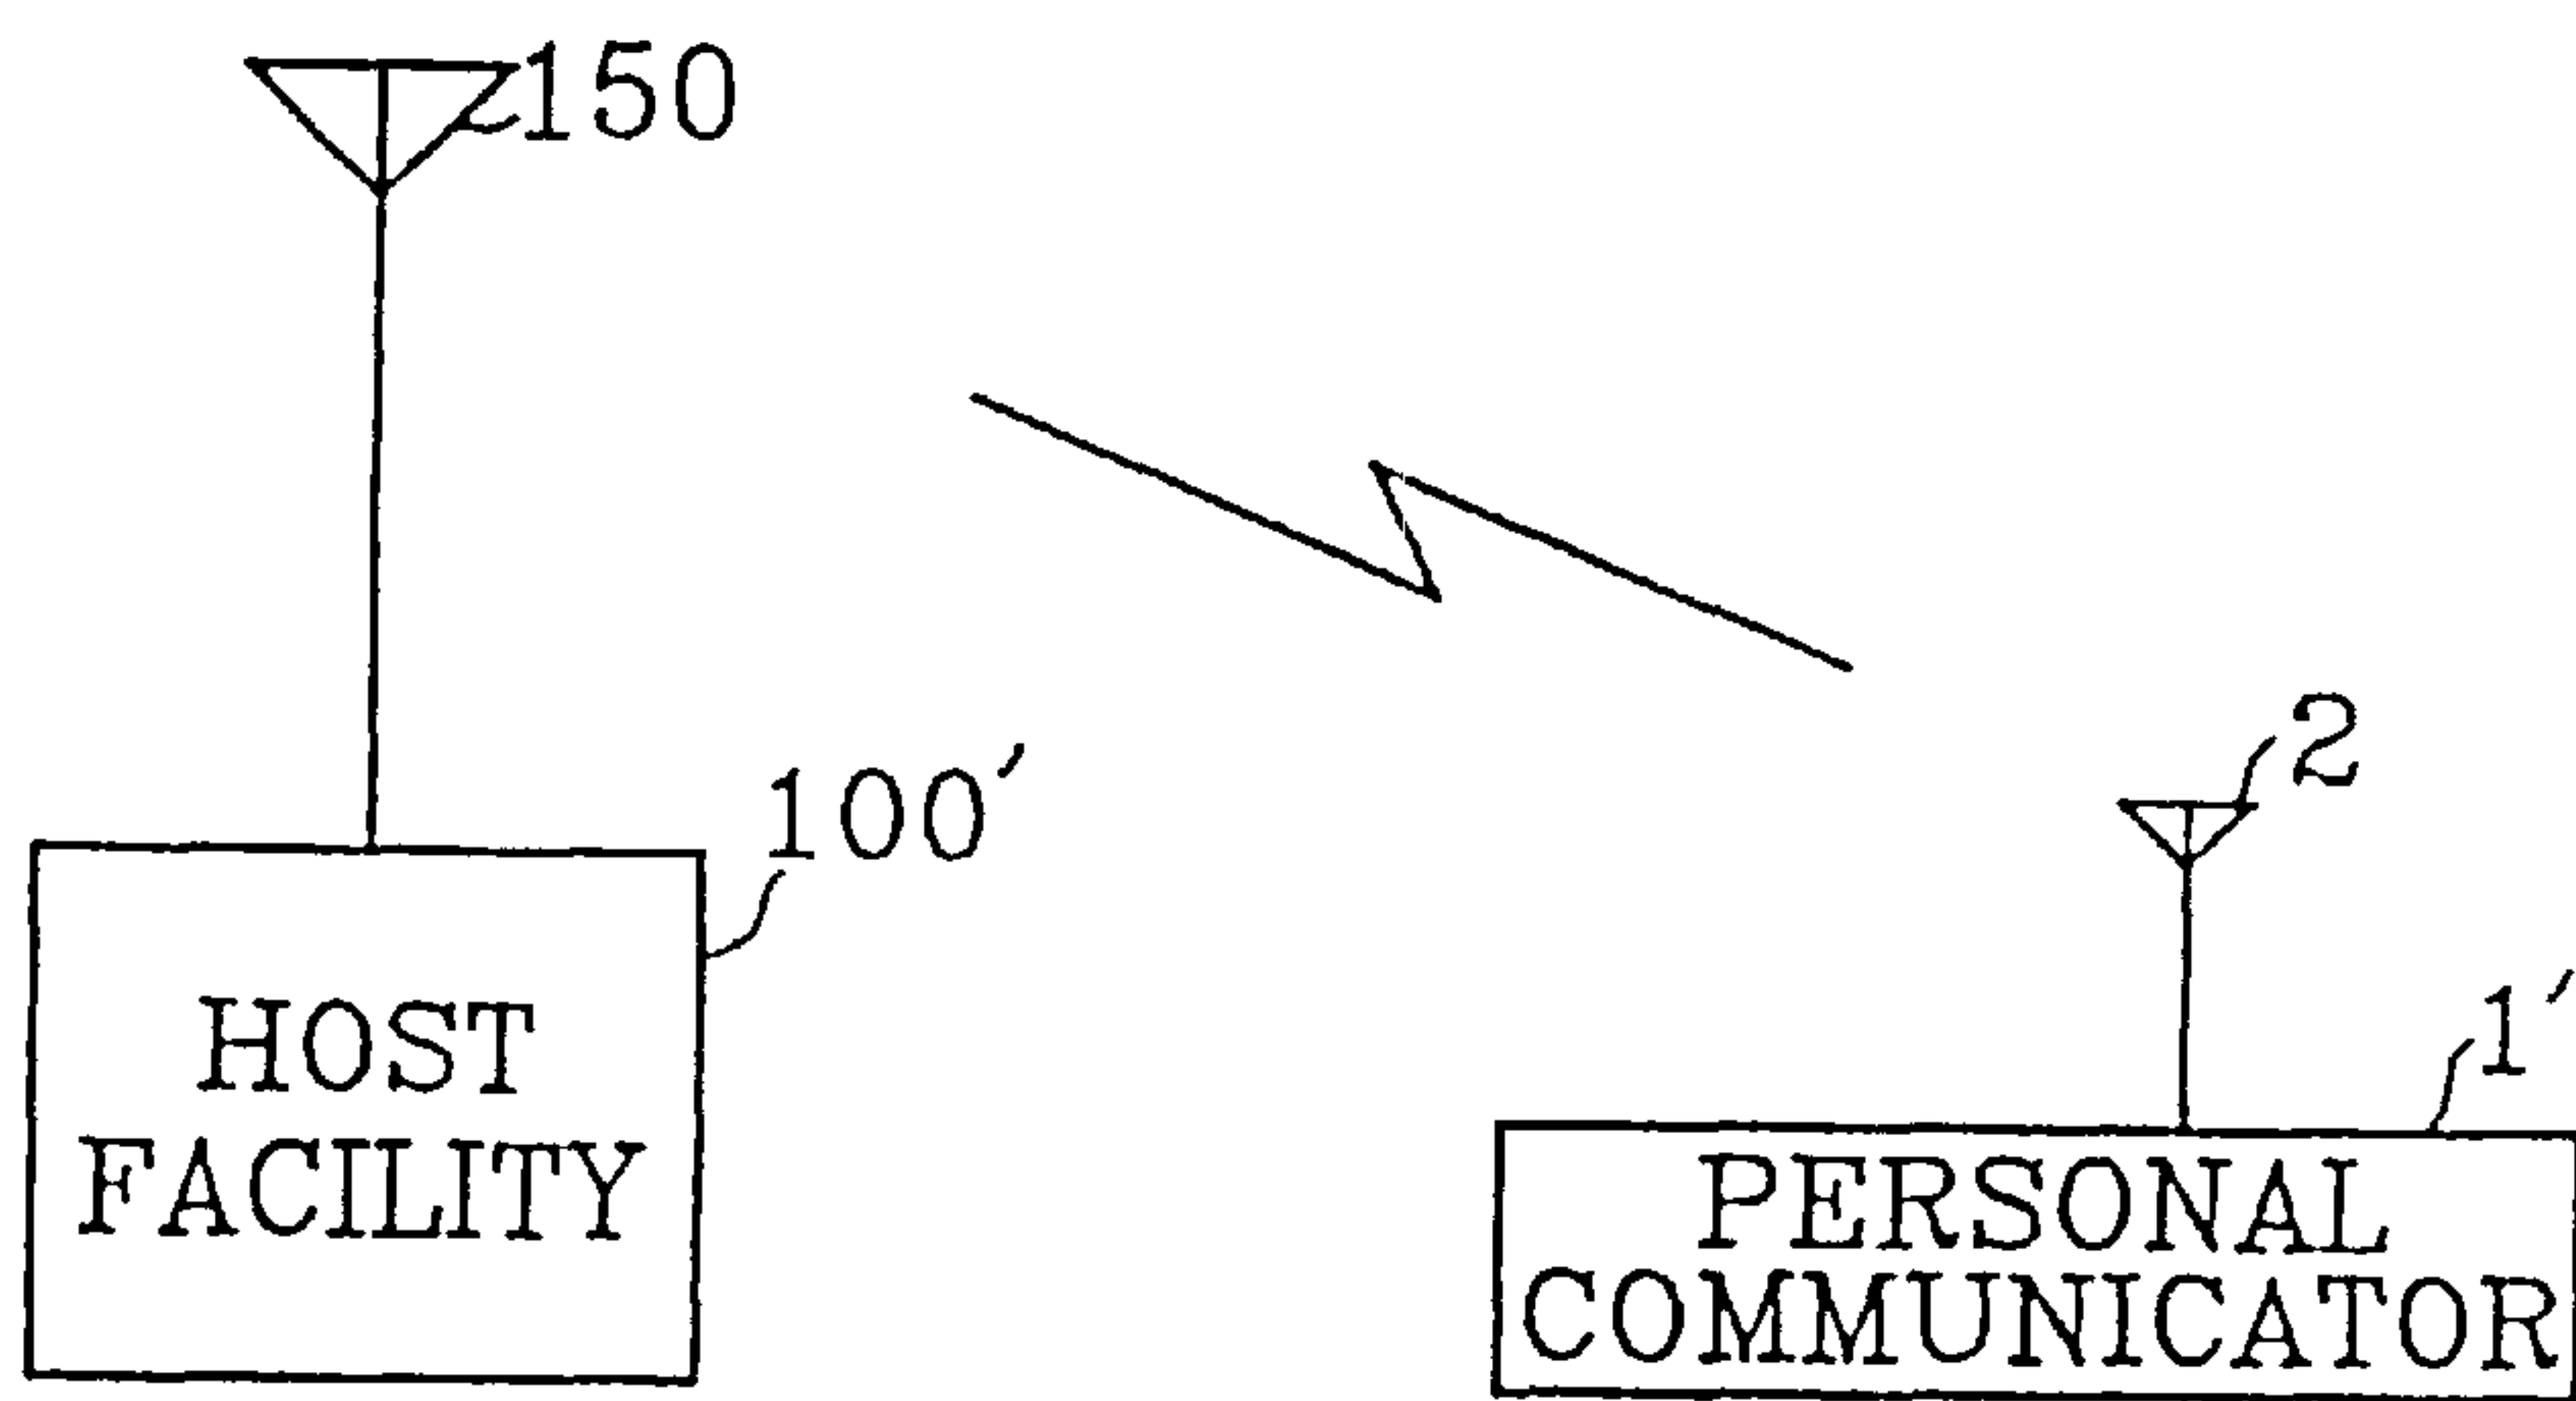 150
100'
2
1'
HOST
FACILITY
PERSONAL
COMMUNICATOR